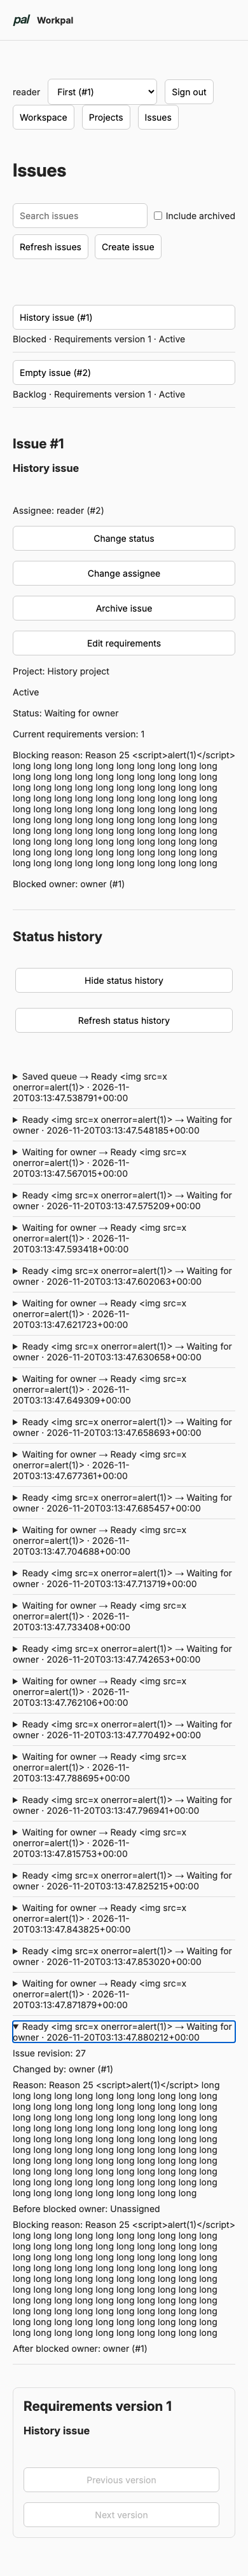 pal Workpal
reader First (#1) Sign out
Workspace Projects Issues
Issues
Search issues Include archived
Refresh issues Create issue
History issue (#1)
Blocked · Requirements version 1 · Active
Empty issue (#2)
Backlog · Requirements version 1 · Active
Issue #1
History issue
Assignee: reader (#2)
Change status
Change assignee
Archive issue
Edit requirements
Project: History project
Active
Status: Waiting for owner
Current requirements version: 1
Blocking reason: Reason 25 <script>alert(1)</script>
long long long long long long long long long long
long long long long long long long long long long
long long long long long long long long long long
long long long long long long long long long long
long long long long long long long long long long
long long long long long long long long long long
long long long long long long long long long long
long long long long long long long long long long
long long long long long long long long long long
long long long long long long long long long long
Blocked owner: owner (#1)
Status history
Hide status history
Refresh status history
▶ Saved queue → Ready <img src=x
onerror=alert(1)> · 2026-11-
20T03:13:47.538791+00:00
▶ Ready <img src=x onerror=alert(1)> → Waiting for
owner · 2026-11-20T03:13:47.548185+00:00
▶ Waiting for owner → Ready <img src=x
onerror=alert(1)> · 2026-11-
20T03:13:47.567015+00:00
▶ Ready <img src=x onerror=alert(1)> → Waiting for
owner · 2026-11-20T03:13:47.575209+00:00
▶ Waiting for owner → Ready <img src=x
onerror=alert(1)> · 2026-11-
20T03:13:47.593418+00:00
▶ Ready <img src=x onerror=alert(1)> → Waiting for
owner · 2026-11-20T03:13:47.602063+00:00
▶ Waiting for owner → Ready <img src=x
onerror=alert(1)> · 2026-11-
20T03:13:47.621723+00:00
▶ Ready <img src=x onerror=alert(1)> → Waiting for
owner · 2026-11-20T03:13:47.630658+00:00
▶ Waiting for owner → Ready <img src=x
onerror=alert(1)> · 2026-11-
20T03:13:47.649309+00:00
▶ Ready <img src=x onerror=alert(1)> → Waiting for
owner · 2026-11-20T03:13:47.658693+00:00
▶ Waiting for owner → Ready <img src=x
onerror=alert(1)> · 2026-11-
20T03:13:47.677361+00:00
▶ Ready <img src=x onerror=alert(1)> → Waiting for
owner · 2026-11-20T03:13:47.685457+00:00
▶ Waiting for owner → Ready <img src=x
onerror=alert(1)> · 2026-11-
20T03:13:47.704688+00:00
▶ Ready <img src=x onerror=alert(1)> → Waiting for
owner · 2026-11-20T03:13:47.713719+00:00
▶ Waiting for owner → Ready <img src=x
onerror=alert(1)> · 2026-11-
20T03:13:47.733408+00:00
▶ Ready <img src=x onerror=alert(1)> → Waiting for
owner · 2026-11-20T03:13:47.742653+00:00
▶ Waiting for owner → Ready <img src=x
onerror=alert(1)> · 2026-11-
20T03:13:47.762106+00:00
▶ Ready <img src=x onerror=alert(1)> → Waiting for
owner · 2026-11-20T03:13:47.770492+00:00
▶ Waiting for owner → Ready <img src=x
onerror=alert(1)> · 2026-11-
20T03:13:47.788695+00:00
▶ Ready <img src=x onerror=alert(1)> → Waiting for
owner · 2026-11-20T03:13:47.796941+00:00
▶ Waiting for owner → Ready <img src=x
onerror=alert(1)> · 2026-11-
20T03:13:47.815753+00:00
▶ Ready <img src=x onerror=alert(1)> → Waiting for
owner · 2026-11-20T03:13:47.825215+00:00
▶ Waiting for owner → Ready <img src=x
onerror=alert(1)> · 2026-11-
20T03:13:47.843825+00:00
▶ Ready <img src=x onerror=alert(1)> → Waiting for
owner · 2026-11-20T03:13:47.853020+00:00
▶ Waiting for owner → Ready <img src=x
onerror=alert(1)> · 2026-11-
20T03:13:47.871879+00:00
▼ Ready <img src=x onerror=alert(1)> → Waiting for
owner · 2026-11-20T03:13:47.880212+00:00
Issue revision: 27
Changed by: owner (#1)
Reason: Reason 25 <script>alert(1)</script> long
long long long long long long long long long long
long long long long long long long long long long
long long long long long long long long long long
long long long long long long long long long long
long long long long long long long long long long
long long long long long long long long long long
long long long long long long long long long long
long long long long long long long long long long
long long long long long long long long long long
long long long long long long long long long
Before blocked owner: Unassigned
Blocking reason: Reason 25 <script>alert(1)</script>
long long long long long long long long long long
long long long long long long long long long long
long long long long long long long long long long
long long long long long long long long long long
long long long long long long long long long long
long long long long long long long long long long
long long long long long long long long long long
long long long long long long long long long long
long long long long long long long long long long
long long long long long long long long long long
After blocked owner: owner (#1)
Requirements version 1
History issue
Previous version
Next version